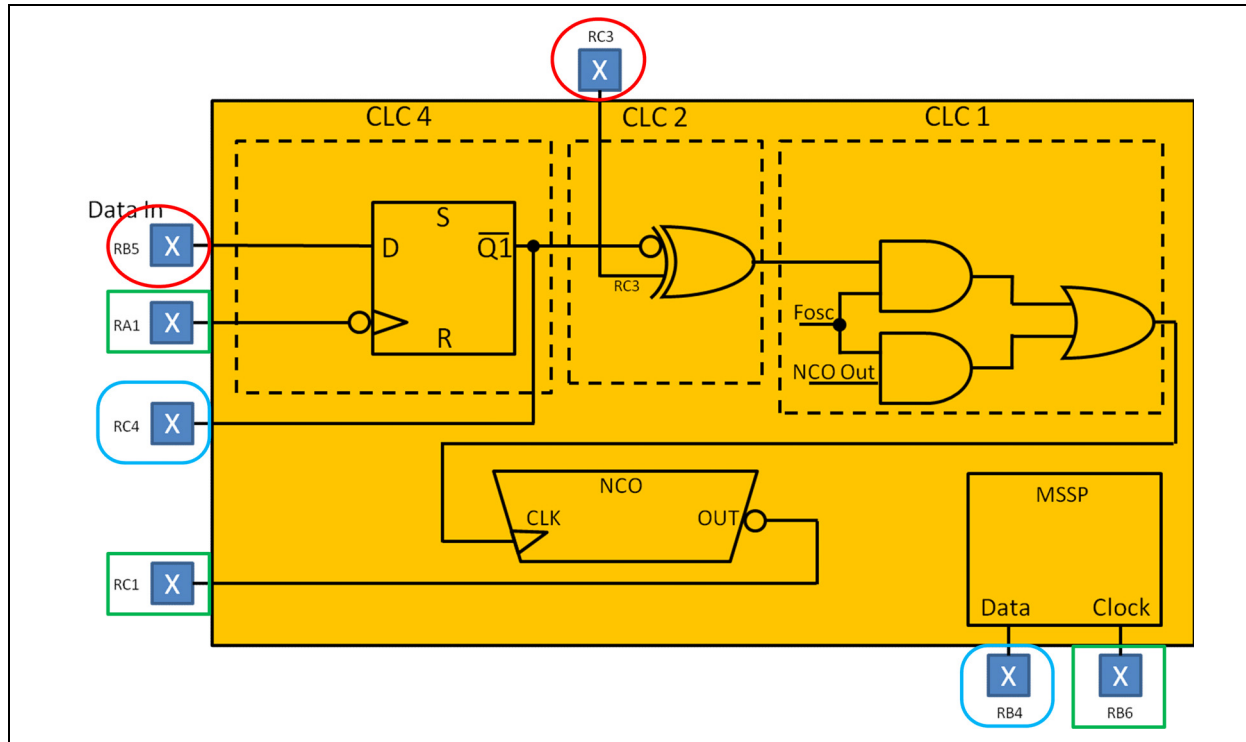 RC3
X
CLC 4
CLC 2
CLC 1
Data In
RB5
X
S
D
Q1
RC3
RA1
X
R
Fosc
NCO Out
RC4
X
NCO
CLK
OUT
MSSP
RC1
X
Data
Clock
X
X
RB4
RB6